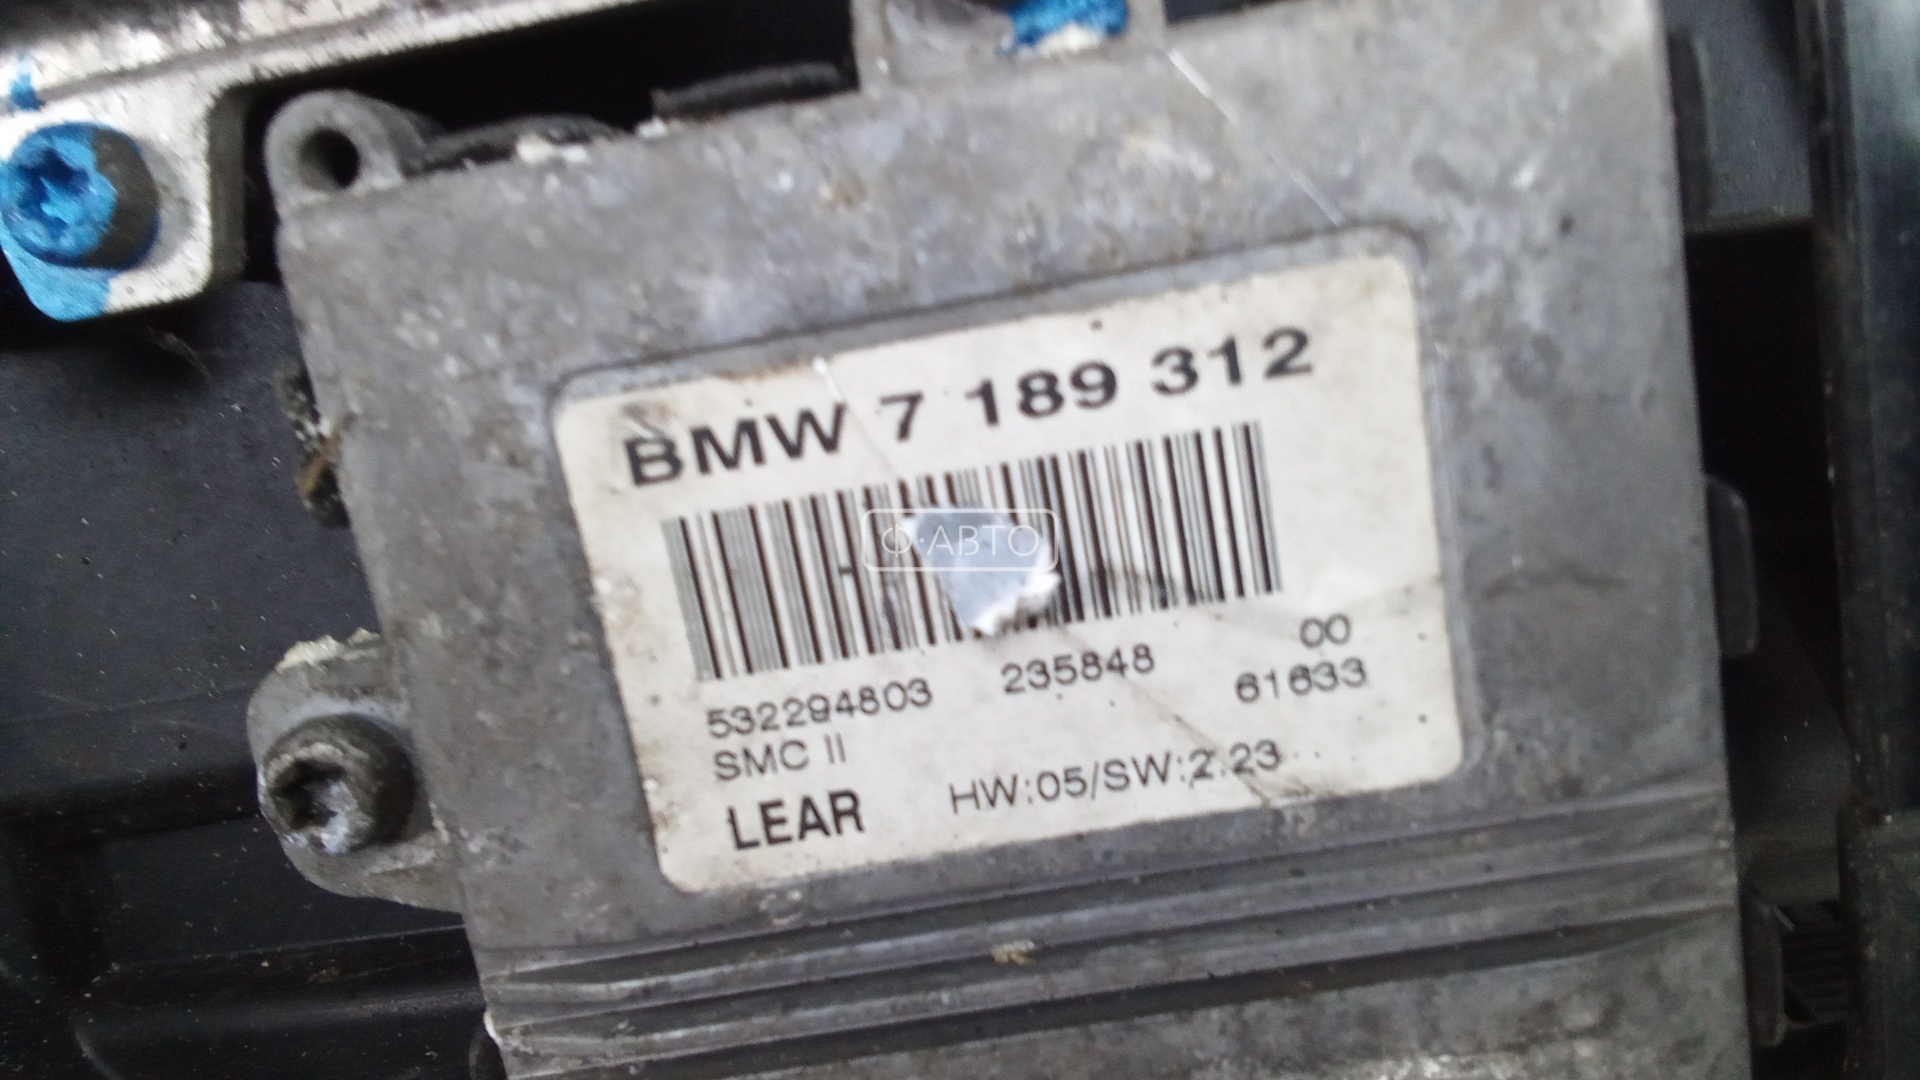 BMW 7 189 312
Ф·АВТО
532294803 235848 00
SMC II 61633
LEAR HW:05/SW:2.23